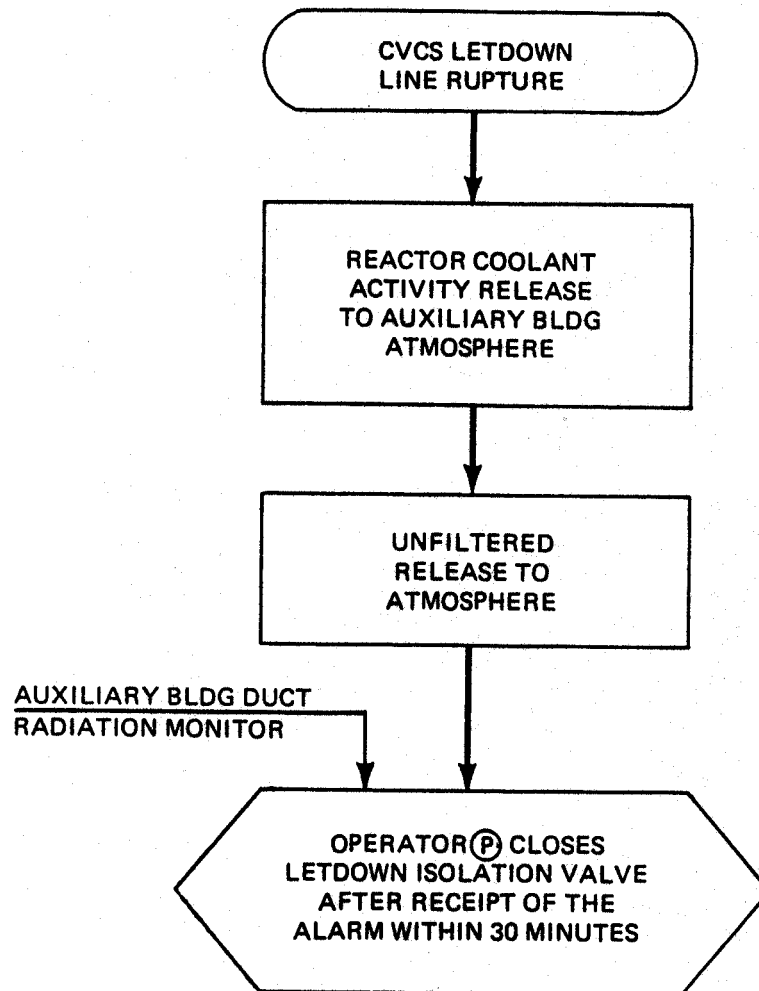 CVCS LETDOWN
LINE RUPTURE
REACTOR COOLANT
ACTIVITY RELEASE
TO AUXILIARY BLDG
ATMOSPHERE
UNFILTERED
RELEASE TO
ATMOSPHERE
AUXILIARY BLDG DUCT
RADIATION MONITOR
OPERATOR Ⓟ CLOSES
LETDOWN ISOLATION VALVE
AFTER RECEIPT OF THE
ALARM WITHIN 30 MINUTES